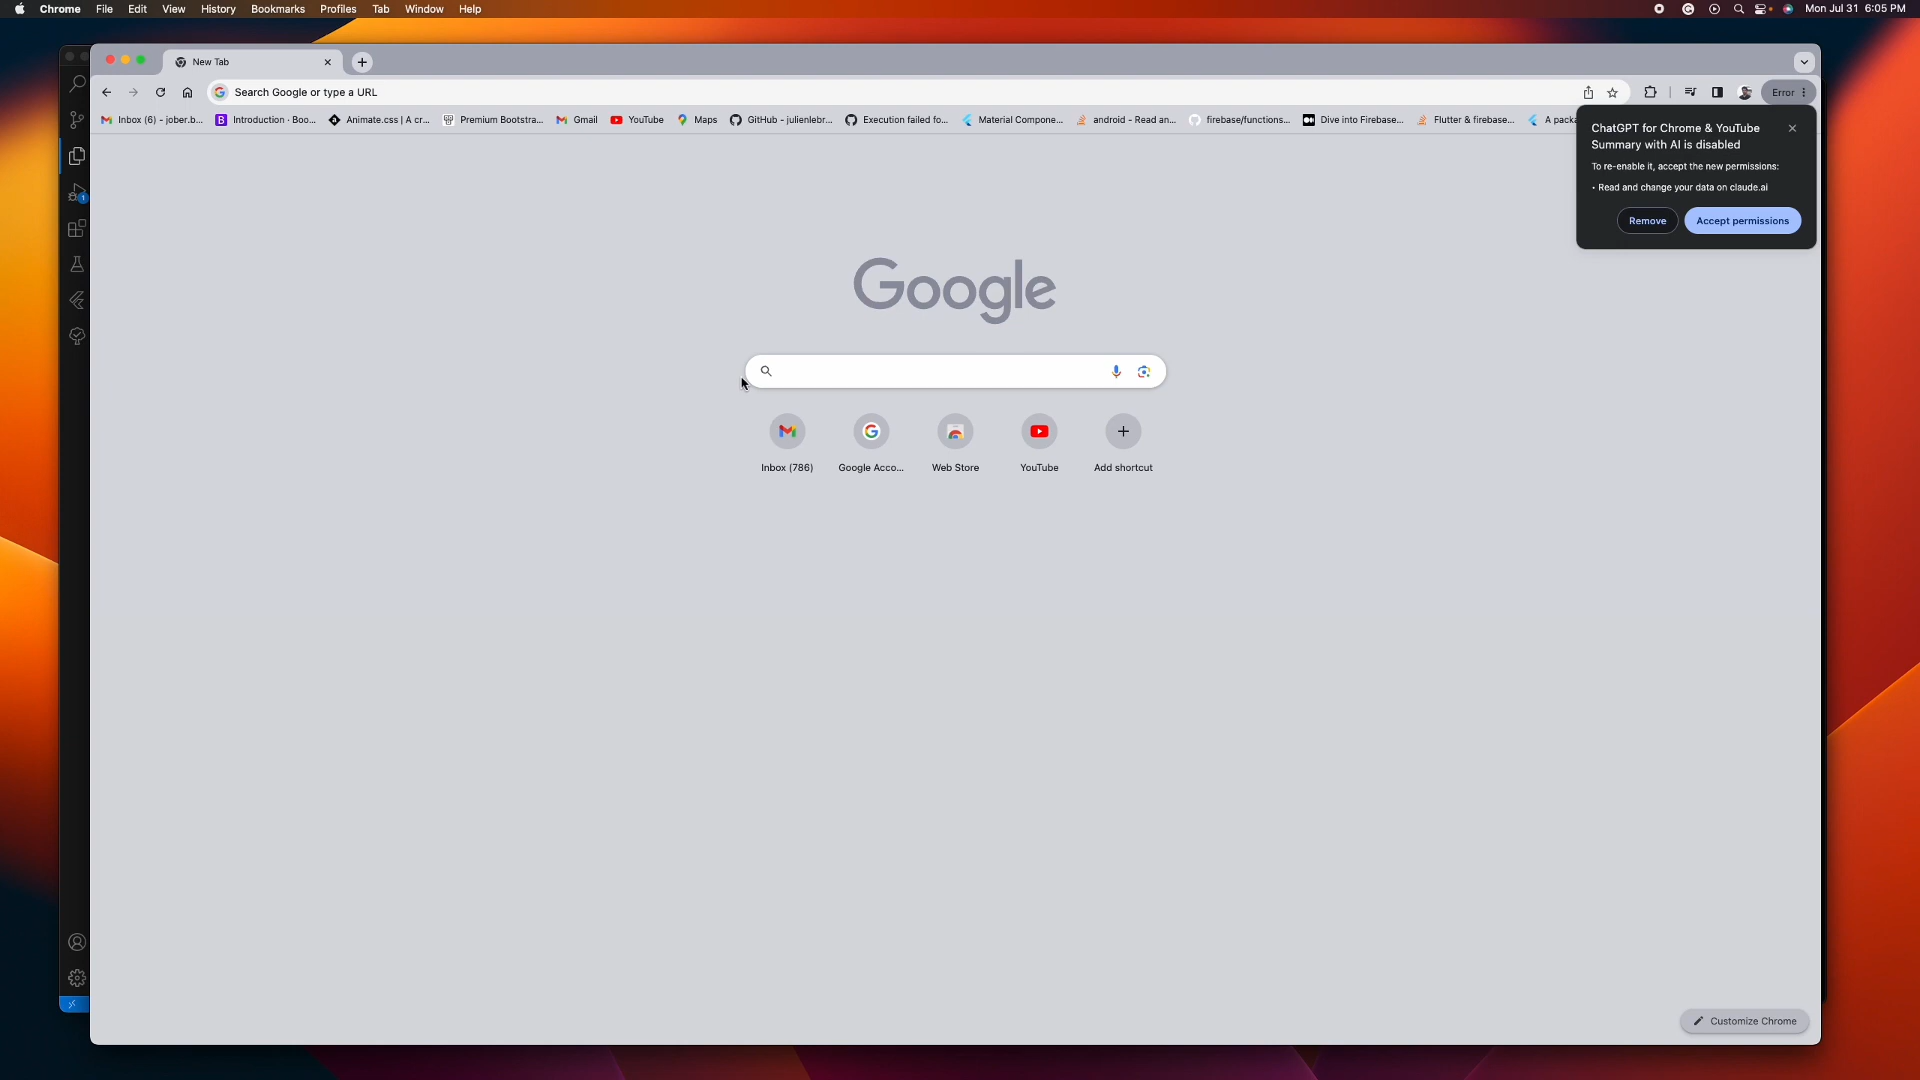 Chrome File Edit View History Bookmarks Profiles Tab Window Help Mon Jul 31 6:05 PM
New Tab
Search Google or type a URL
Error
Inbox (6) - jober.b... Introduction · Boo... Animate.css | A cr... Premium Bootstra... Gmail YouTube Maps GitHub - julienlebr... Execution failed fo... Material Compone... android - Read an... firebase/functions... Dive into Firebase... Flutter & firebase... A packa
ChatGPT for Chrome & YouTube
Summary with AI is disabled
To re-enable it, accept the new permissions:
• Read and change your data on claude.ai
Remove Accept permissions
1
Google
Inbox (786) Google Acco... Web Store YouTube Add shortcut
Customize Chrome